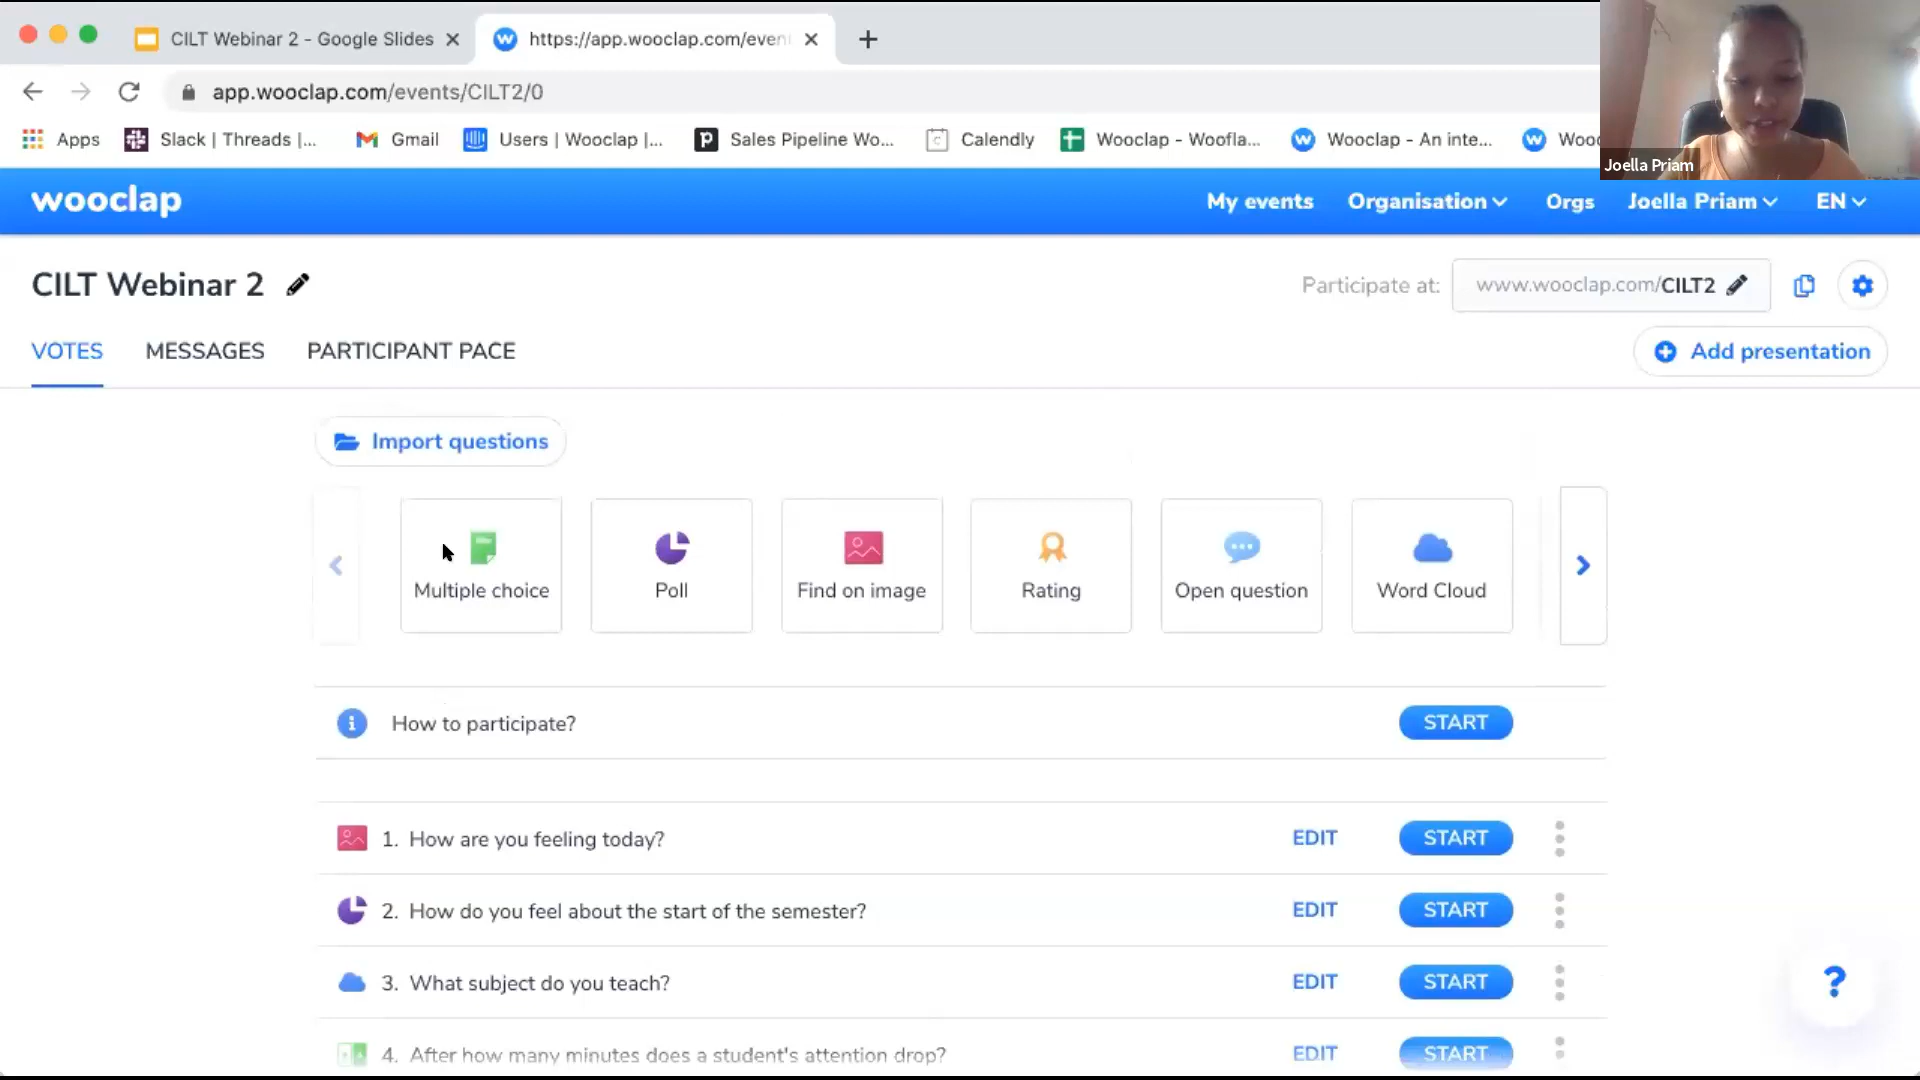 CILT Webinar 2 - Google Slides
https://app.wooclap.com/even
app.wooclap.com/events/CILT2/0
Apps
Slack | Threads |...
Gmail
Users | Wooclap |...
Sales Pipeline Wo...
Calendly
Wooclap - Woofla...
Wooclap - An inte...
Woo
Joella Priam
wooclap
My events
Organisation
Orgs
Joella Priam
EN
CILT Webinar 2
Participate at:
www.wooclap.com/CILT2
VOTES
MESSAGES
PARTICIPANT PACE
Add presentation
Import questions
Multiple choice
Poll
Find on image
Rating
Open question
Word Cloud
How to participate?
START
1. How are you feeling today?
EDIT
START
2. How do you feel about the start of the semester?
EDIT
START
3. What subject do you teach?
EDIT
START
4. After how many minutes does a student's attention drop?
EDIT
START